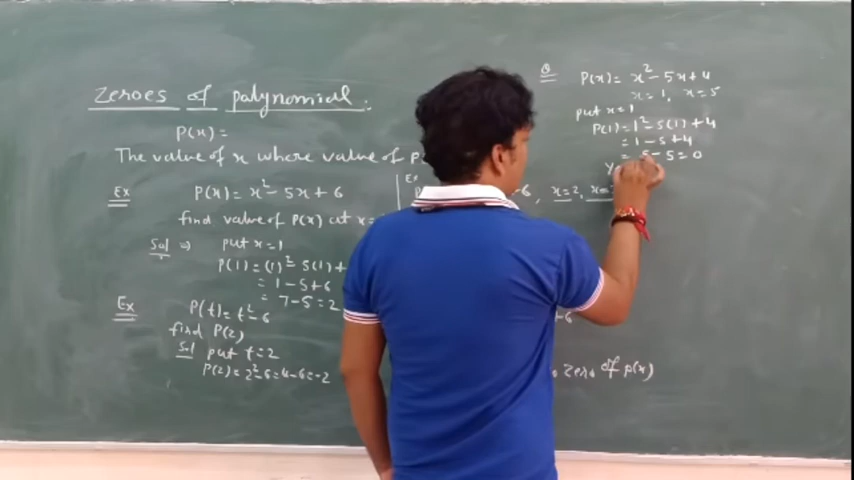 Zeroes of polynomial:
P(x)=
The value of x where value of P
Ex P(x) = x² - 5x + 6
find value of P(x) at x =
Sol ⇒ put x = 1
P(1) = (1)² - 5(1) +
= 1 - 5 + 6
= 7 - 5 = 2
Ex P(t) = t² - 6
find P(2)
Sol put t = 2
P(2) = 2² - 6 = 4 - 6 = -2
Ex
-6, x=2, x=
-6
Zero of p(x)
Q P(x) = x² - 5x + 4
x = 1, x = 5
put x = 1
P(1) = 1² - 5(1) + 4
= 1 - 5 + 4
= 5 - 5 = 0